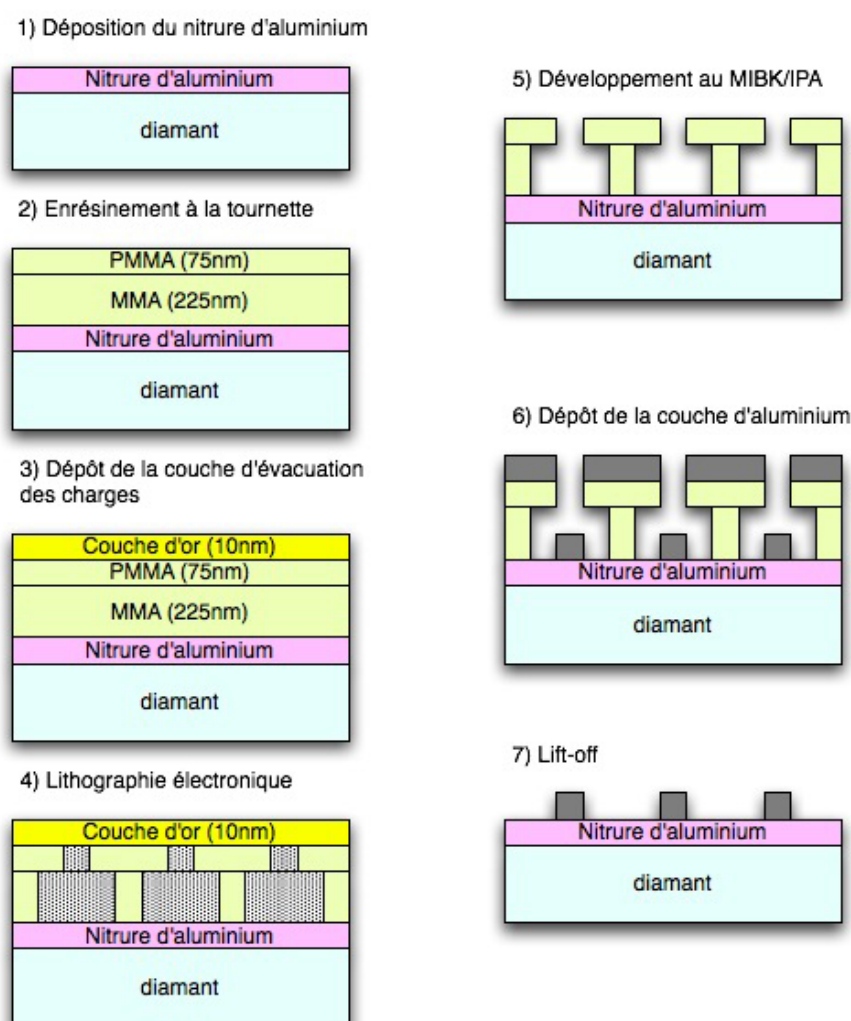 1) Déposition du nitrure d'aluminium
Nitrure d'aluminium
diamant
2) Enrésinement à la tournette
PMMA (75nm)
MMA (225nm)
Nitrure d'aluminium
diamant
3) Dépôt de la couche d'évacuation
des charges
Couche d'or (10nm)
PMMA (75nm)
MMA (225nm)
Nitrure d'aluminium
diamant
4) Lithographie électronique
Couche d'or (10nm)
Nitrure d'aluminium
diamant
5) Développement au MIBK/IPA
Nitrure d'aluminium
diamant
6) Dépôt de la couche d'aluminium
Nitrure d'aluminium
diamant
7) Lift-off
Nitrure d'aluminium
diamant